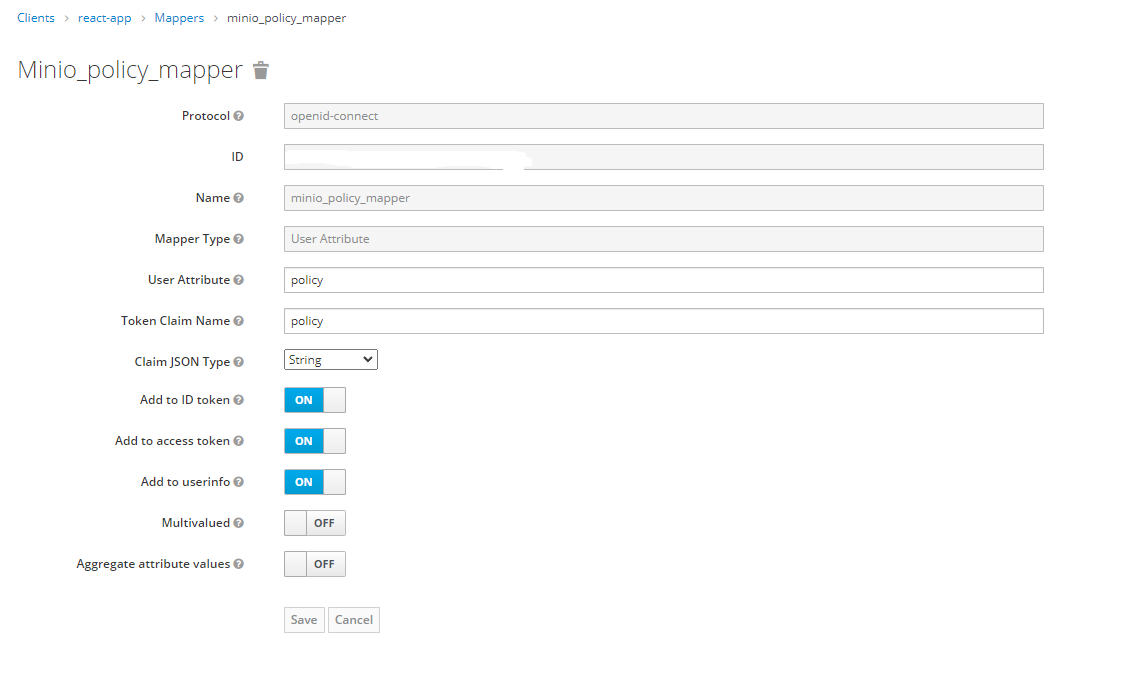 Clients > react-app > Mappers > minio_policy_mapper
Minio_policy_mapper
Protocol openid-connect
ID
Name minio_policy_mapper
Mapper Type User Attribute
User Attribute policy
Token Claim Name policy
Claim JSON Type String
Add to ID token ON
Add to access token ON
Add to userinfo ON
Multivalued OFF
Aggregate attribute values OFF
Save Cancel